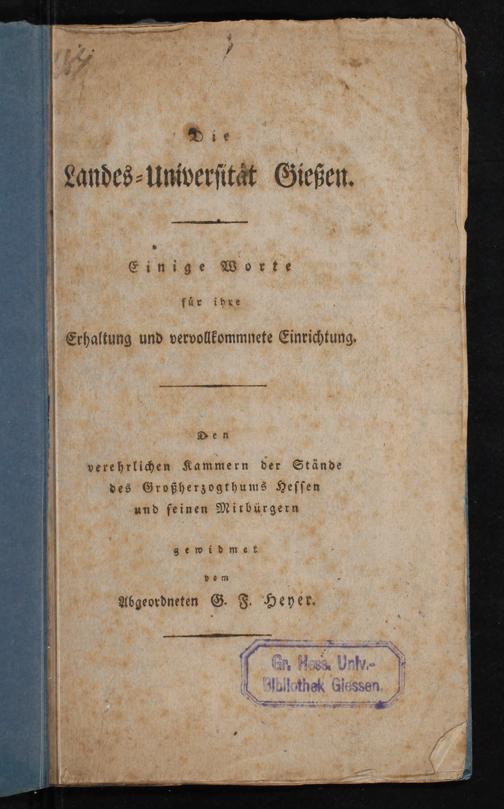 Die
Landes-Universität Gießen.
Einige Worte
für ihre
Erhaltung und vervollkommnete Einrichtung.
Den
verehrlichen Kammern der Stände
des Großherzogthums Hessen
und seinen Mitbürgern
gewidmet
vom
Abgeordneten G. F. Heyer.
Gr. Hess. Univ.-
Bibliothek Giessen.